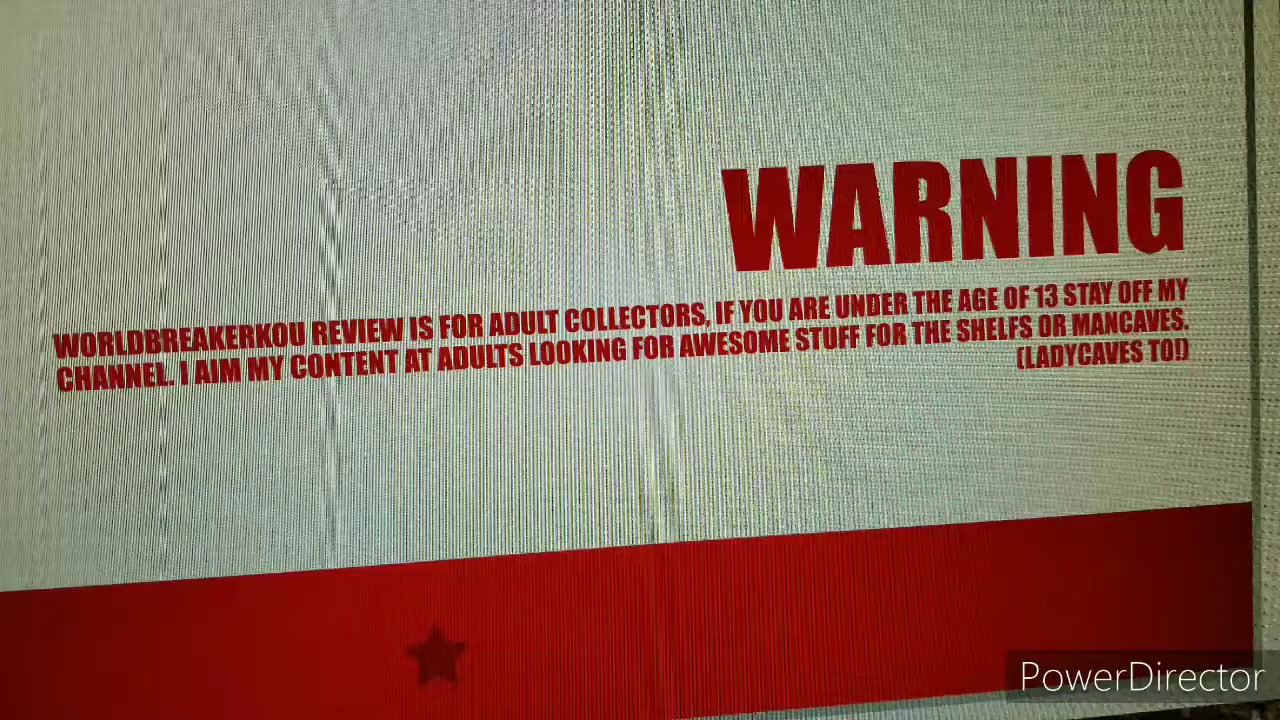 WARNING
WORLDBREAKERKOU REVIEW IS FOR ADULT COLLECTORS, IF YOU ARE UNDER THE AGE OF 13 STAY OFF MY
CHANNEL. I AIM MY CONTENT AT ADULTS LOOKING FOR AWESOME STUFF FOR THE SHELFS OR MANCAVES.
(LADYCAVES TO!)
PowerDirector